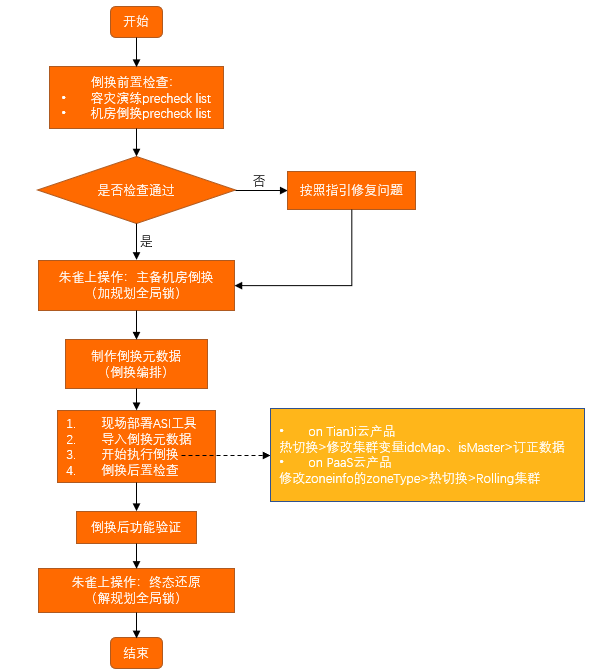 开始
倒换前置检查：
• 容灾演练precheck list
• 机房倒换precheck list
是否检查通过
否
按照指引修复问题
是
朱雀上操作：主备机房倒换
（加规划全局锁）
制作倒换元数据
（倒换编排）
1. 现场部署ASI工具
2. 导入倒换元数据
3. 开始执行倒换
4. 倒换后置检查
• on TianJi云产品
热切换>修改集群变量idcMap、isMaster>订正数据
• on PaaS云产品
修改zoneinfo的zoneType>热切换>Rolling集群
倒换后功能验证
朱雀上操作：终态还原
（解规划全局锁）
结束